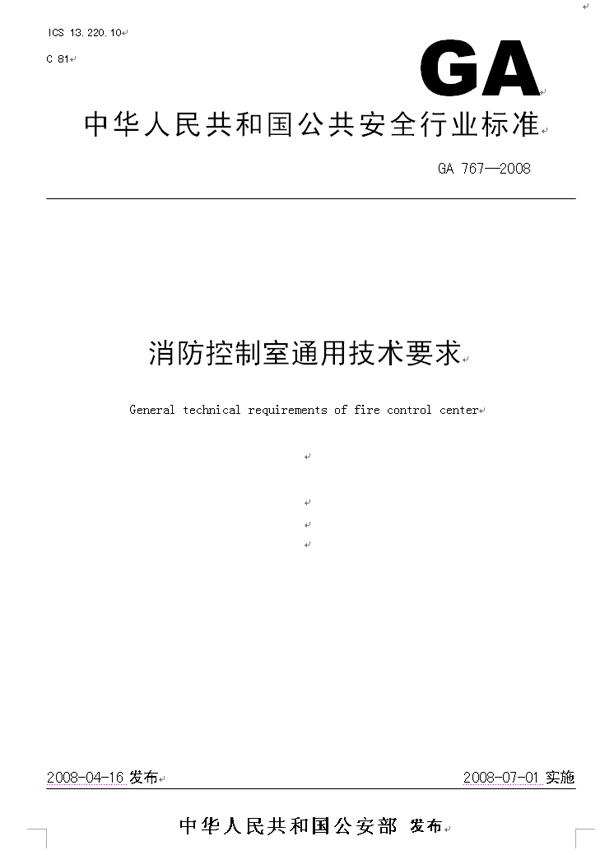 ICS 13.220.10
C 81
GA
中华人民共和国公共安全行业标准
GA 767—2008
消防控制室通用技术要求
General technical requirements of fire control center
2008-04-16 发布 2008-07-01 实施
中华人民共和国公安部 发布